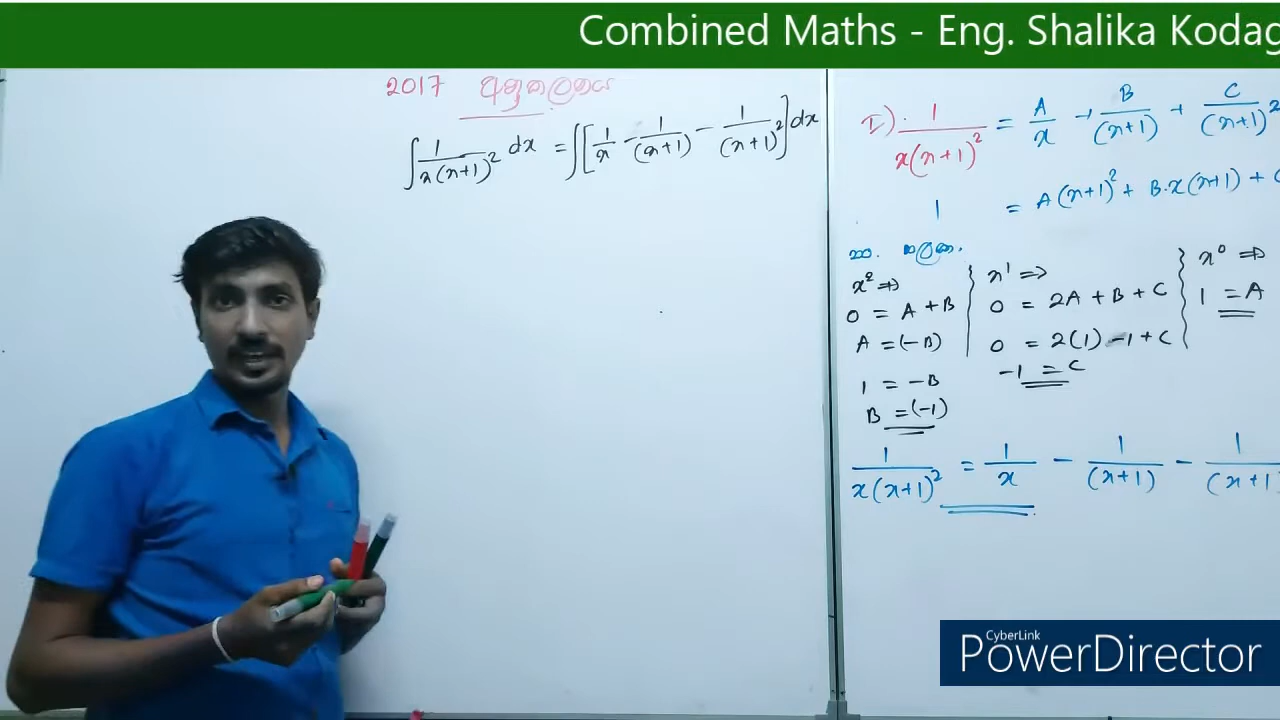 Combined Maths - Eng. Shalika Kodag
2017 අනුකලනය
∫ 1/x(x+1)² dx = ∫[1/x - 1/(x+1) - 1/(x+1)²] dx
I). 1/x(x+1)² = A/x + B/(x+1) + C/(x+1)²
1 = A(x+1)² + B.x(x+1) + C
x² ⇒
0 = A + B
A = (-B)
1 = -B
B = (-1)
x¹ ⇒
0 = 2A + B + C
0 = 2(1) -1 + C
-1 = C
x⁰ ⇒
1 = A
1/x(x+1)² = 1/x - 1/(x+1) - 1/(x+1
CyberLink
PowerDirector